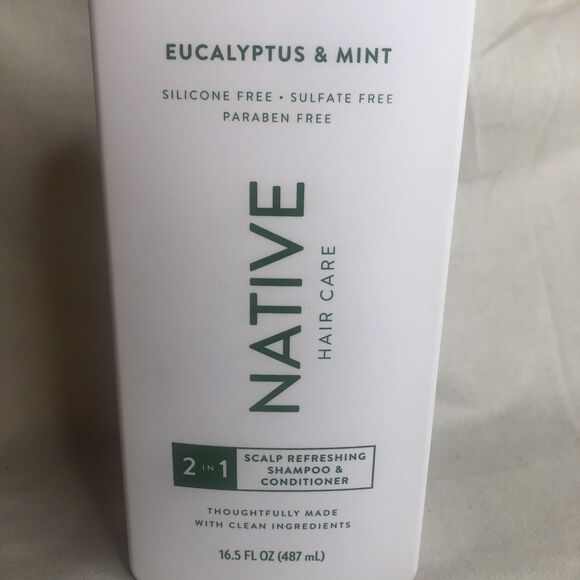 EUCALYPTUS & MINT
SILICONE FREE • SULFATE FREE
PARABEN FREE
NATIVE
HAIR CARE
2 IN 1
SCALP REFRESHING
SHAMPOO &
CONDITIONER
THOUGHTFULLY MADE
WITH CLEAN INGREDIENTS
16.5 FL OZ (487 mL)